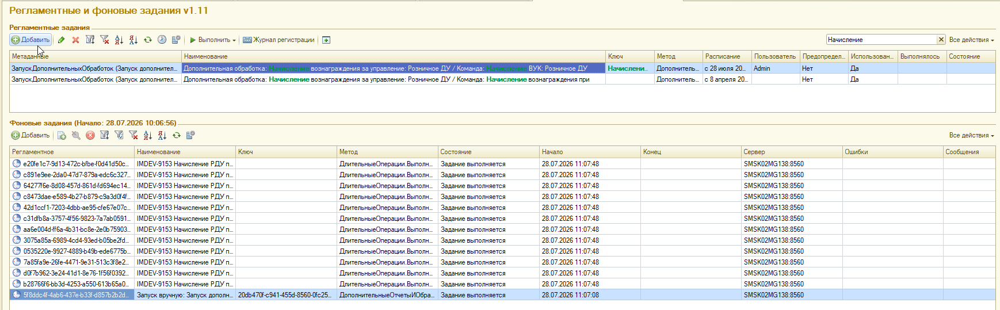 Регламентные и фоновые задания v1.11
Регламентные задания
Добавить Выполнить Журнал регистрации Начисление Все действия
Метаданные Наименование Ключ Метод Расписание Пользователь Предопредел... Использован... Выполнялось Состояние
ЗапускДополнительныхОбработок (Запуск дополнител... Дополнительная обработка: Начисление вознаграждения за управление: Розничное ДУ / Команда: Начисление ВУК: Розничное ДУ Начислени... Дополнитель... с 28 июля 20... Admin Нет Да
ЗапускДополнительныхОбработок (Запуск дополнител... Дополнительная обработка: Начисление вознаграждения за управление: Розничное ДУ / Команда: Начисление вознаграждения при Дополнитель... с 8 апреля 20... Нет Да
Фоновые задания (Начало: 28.07.2026 10:06:56)
Добавить Все действия
Регламентное Наименование Ключ Метод Состояние Начало Конец Сервер Ошибки Сообщения
e20fe1c7-9d13-472c-bfbe-f0d41d50c... IMDEV-9153 Начисление РДУ п... ДлительныеОперации.Выполн... Задание выполняется 28.07.2026 11:07:48 SMSK02MG138:8560
c891e9ee-2da0-47d7-879a-edc6c327... IMDEV-9153 Начисление РДУ п... ДлительныеОперации.Выполн... Задание выполняется 28.07.2026 11:07:48 SMSK02MG138:8560
64277f6e-8d08-457d-861d-fd694ec14... IMDEV-9153 Начисление РДУ п... ДлительныеОперации.Выполн... Задание выполняется 28.07.2026 11:07:48 SMSK02MG138:8560
c8473dae-e589-4b27-b879-c9a3d0f4f... IMDEV-9153 Начисление РДУ п... ДлительныеОперации.Выполн... Задание выполняется 28.07.2026 11:07:48 SMSK02MG138:8560
42d1ccf1-7203-4dbb-ae95-cfe67e07c... IMDEV-9153 Начисление РДУ п... ДлительныеОперации.Выполн... Задание выполняется 28.07.2026 11:07:48 SMSK02MG138:8560
c31dfb8a-3757-4f56-9823-7a7ab0591... IMDEV-9153 Начисление РДУ п... ДлительныеОперации.Выполн... Задание выполняется 28.07.2026 11:07:48 SMSK02MG138:8560
aa6e004d-ff6a-4b31-bc8e-2e0b75903... IMDEV-9153 Начисление РДУ п... ДлительныеОперации.Выполн... Задание выполняется 28.07.2026 11:07:48 SMSK02MG138:8560
3075a85a-6989-4cd4-93ed-b05be2fd... IMDEV-9153 Начисление РДУ п... ДлительныеОперации.Выполн... Задание выполняется 28.07.2026 11:07:48 SMSK02MG138:8560
0535220e-9927-4889-b49b-ede6775b... IMDEV-9153 Начисление РДУ п... ДлительныеОперации.Выполн... Задание выполняется 28.07.2026 11:07:48 SMSK02MG138:8560
7a85fa9e-26fe-4471-9e31-513c3f8e2... IMDEV-9153 Начисление РДУ п... ДлительныеОперации.Выполн... Задание выполняется 28.07.2026 11:07:48 SMSK02MG138:8560
d0f7b962-3e24-41d1-8e76-1f56f0392... IMDEV-9153 Начисление РДУ п... ДлительныеОперации.Выполн... Задание выполняется 28.07.2026 11:07:48 SMSK02MG138:8560
b28766f6-bb3d-4253-a550-613b65a0... IMDEV-9153 Начисление РДУ п... ДлительныеОперации.Выполн... Задание выполняется 28.07.2026 11:07:48 SMSK02MG138:8560
5f8ddc4f-4ab6-437e-b33f-d857b2b2d... Запуск вручную: Запуск дополн... 20db470f-c941-455d-8560-0fc25... ДополнительныеОтчетыИОбра... Задание выполняется 28.07.2026 11:07:08 SMSK02MG138:8560